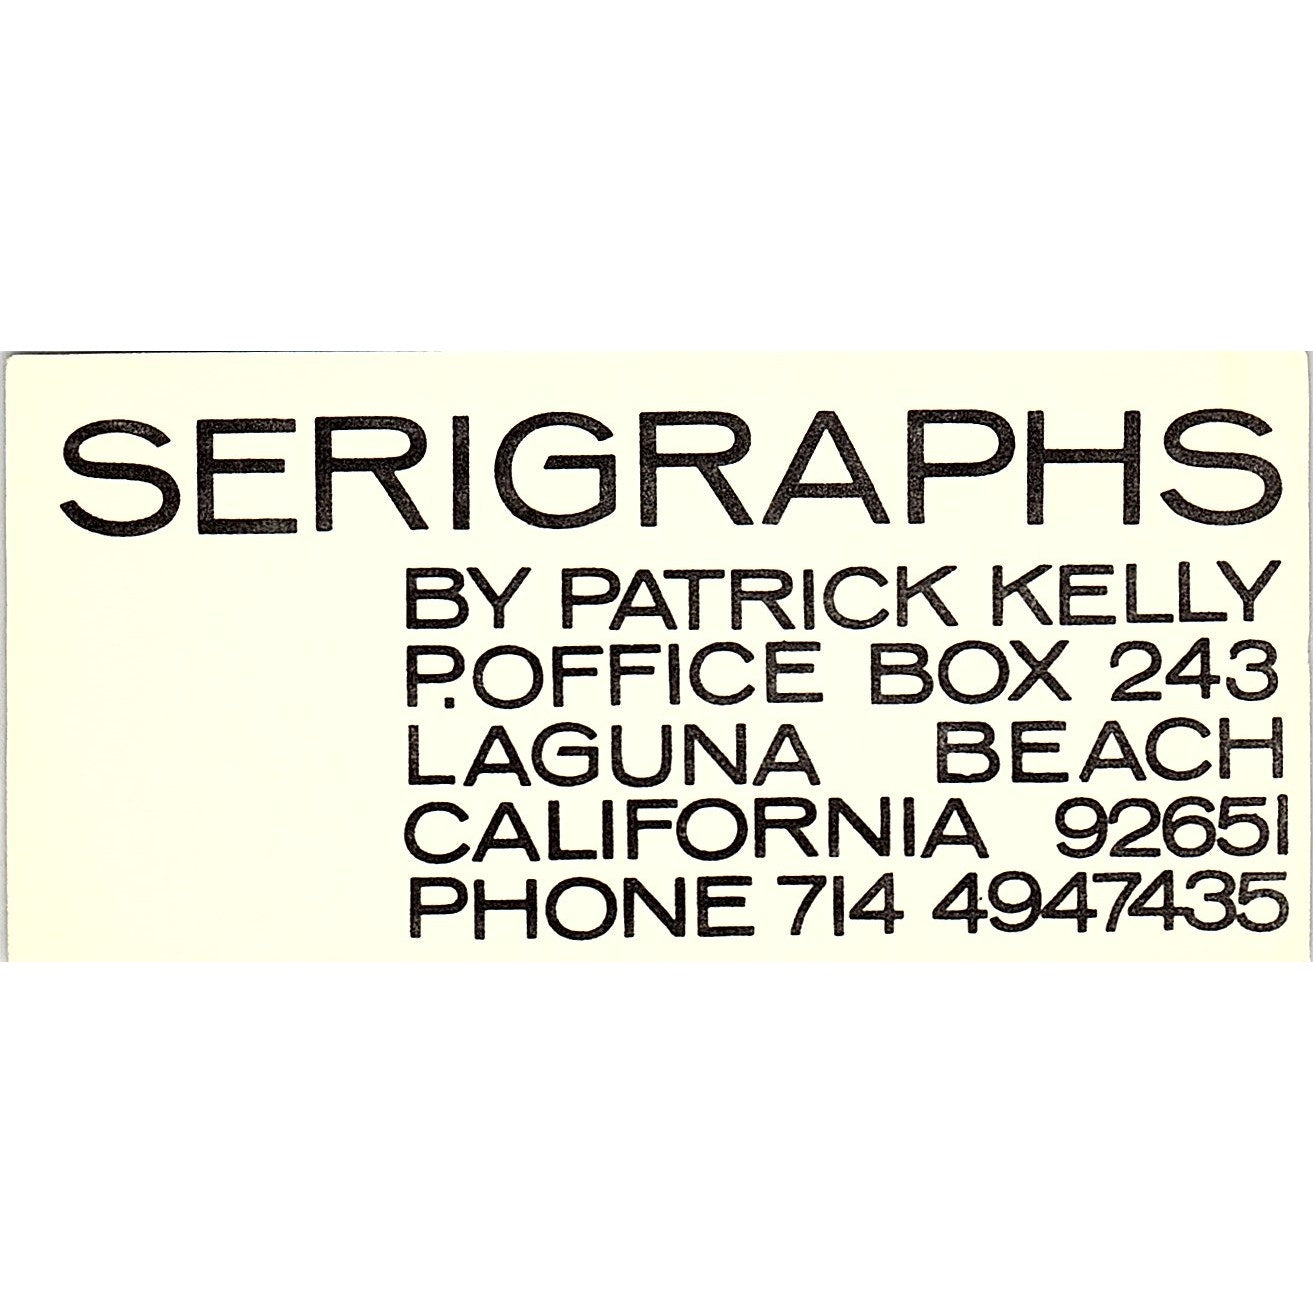 SERIGRAPHS
BY PATRICK KELLY
P.OFFICE BOX 243
LAGUNA BEACH
CALIFORNIA 92651
PHONE 714 4947435